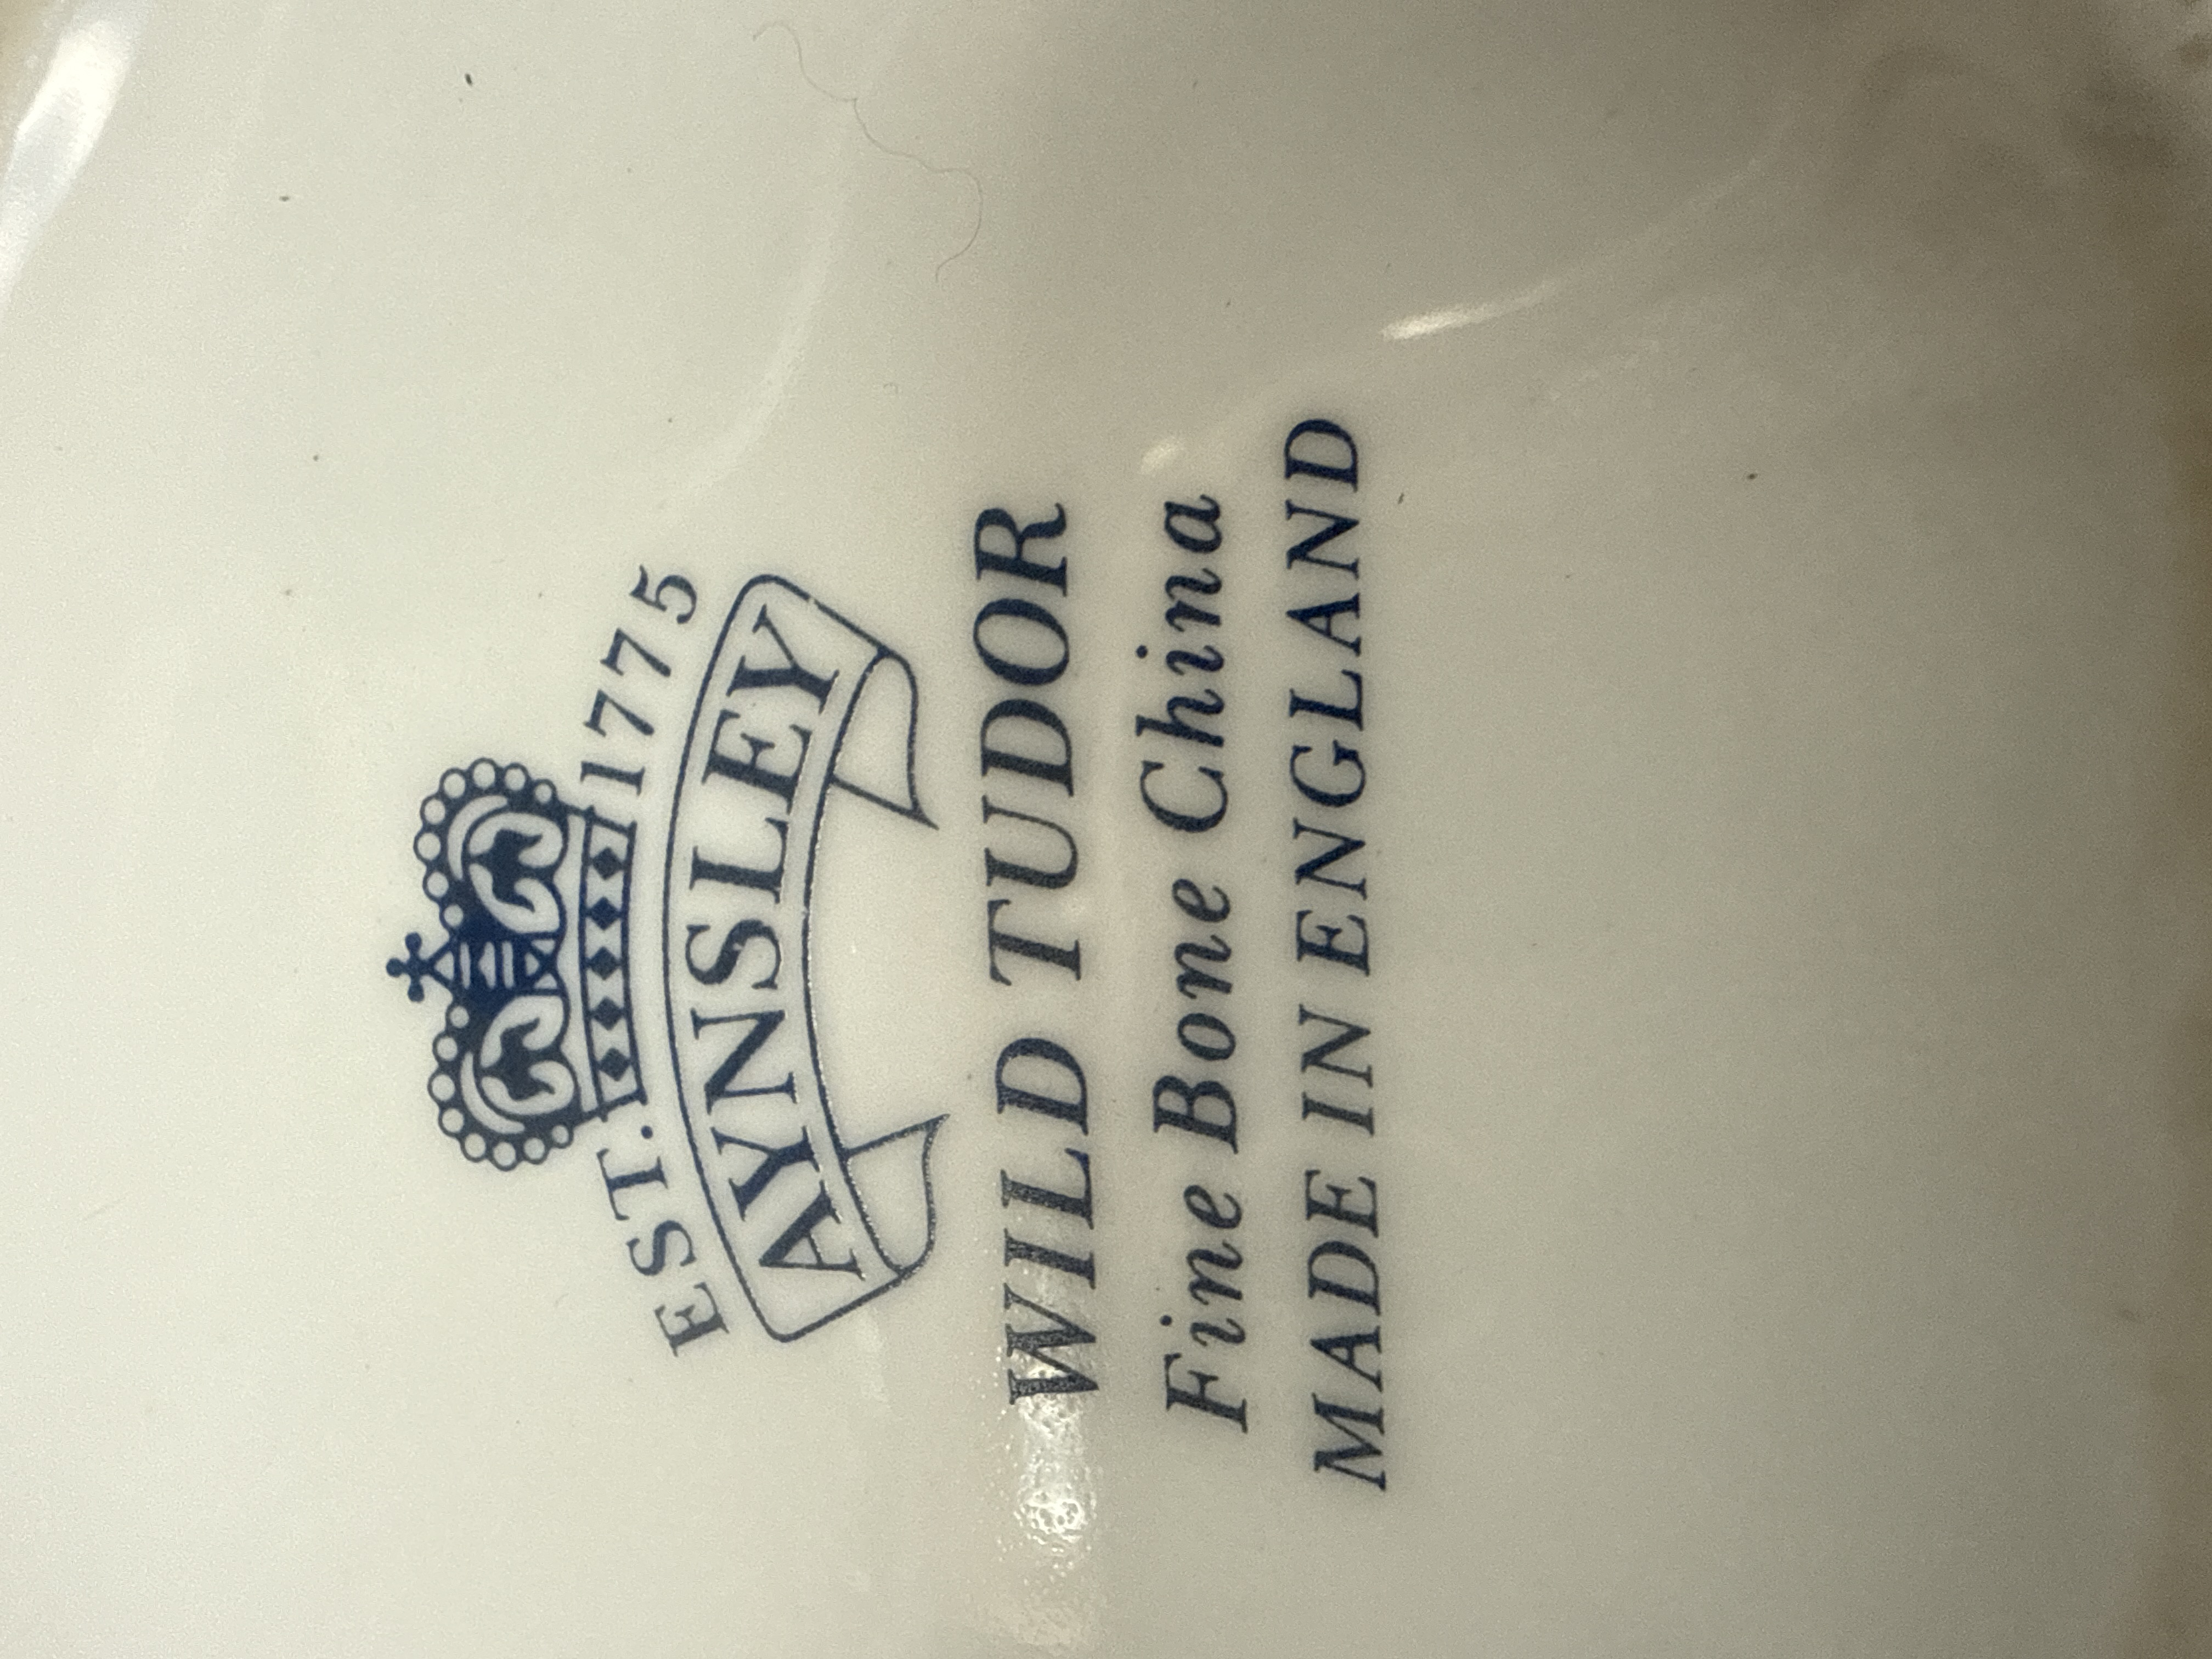 EST. 1775
AYNSLEY
WILD TUDOR
Fine Bone China
MADE IN ENGLAND